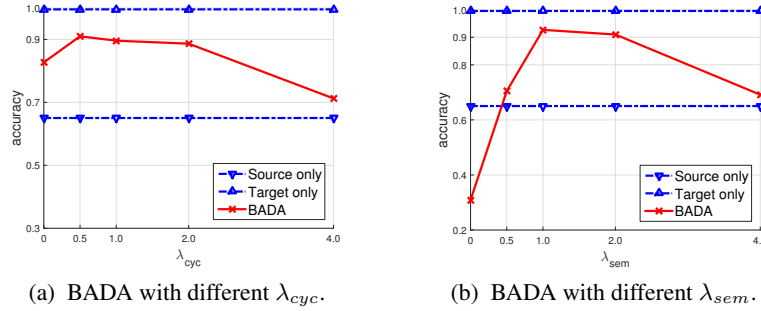 1.0
0.9
0.7
0.5
0.3
accuracy
0 0.5 1.0 2.0 4.0
λcyc
Source only
Target only
BADA
(a) BADA with different λcyc.
1.0
0.8
0.6
0.4
0.2
accuracy
0 0.5 1.0 2.0 4.
λsem
Source only
Target only
BADA
(b) BADA with different λsem.